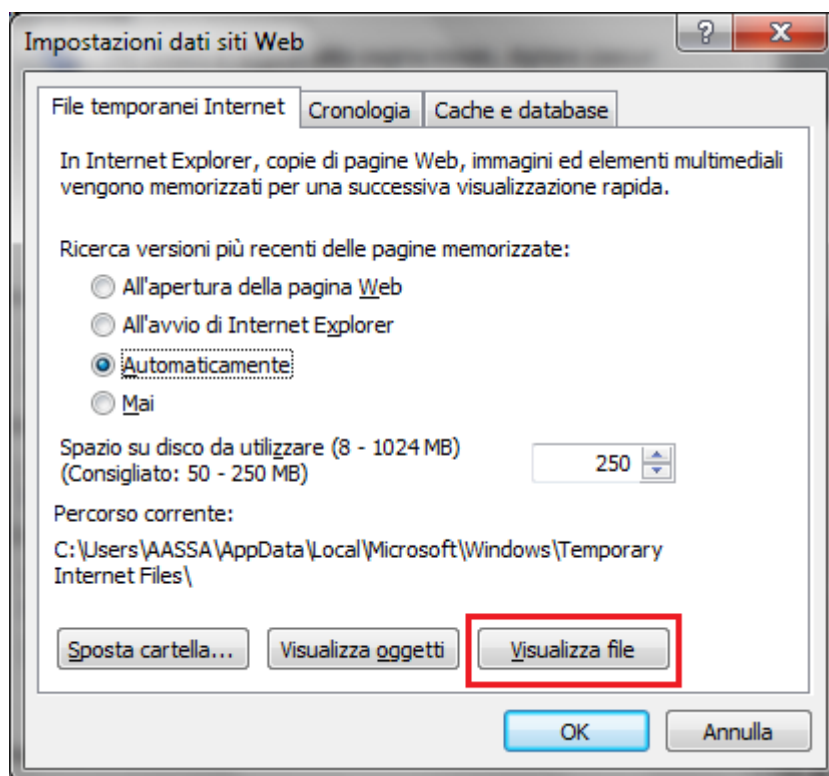 Impostazioni dati siti Web
File temporanei Internet
Cronologia
Cache e database
In Internet Explorer, copie di pagine Web, immagini ed elementi multimediali
vengono memorizzati per una successiva visualizzazione rapida.
Ricerca versioni più recenti delle pagine memorizzate:
All'apertura della pagina Web
All'avvio di Internet Explorer
Automaticamente
Mai
Spazio su disco da utilizzare (8 - 1024 MB)
(Consigliato: 50 - 250 MB)
250
Percorso corrente:
C:\Users\AASSA\AppData\Local\Microsoft\Windows\Temporary
Internet Files\
Sposta cartella...
Visualizza oggetti
Visualizza file
OK
Annulla